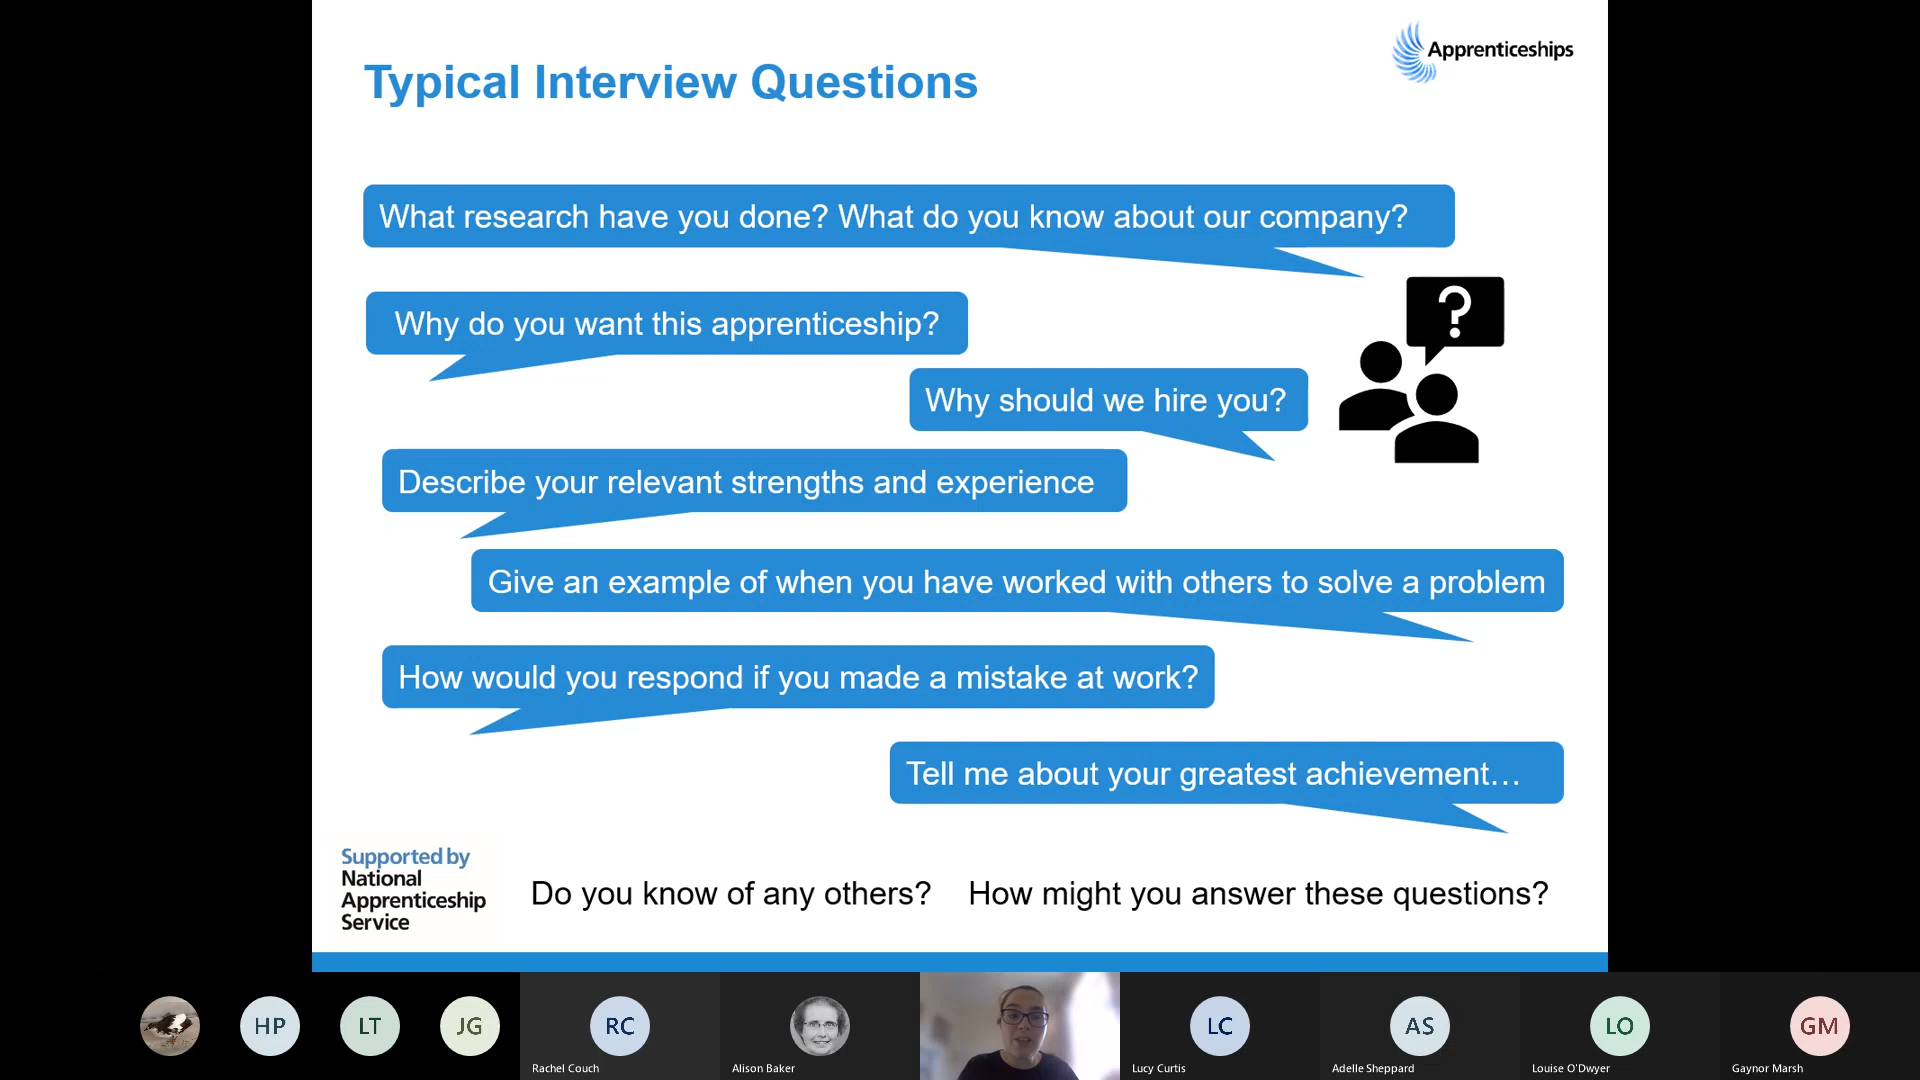 Apprenticeships
Typical Interview Questions
What research have you done? What do you know about our company?
?
Why do you want this apprenticeship?
Why should we hire you?
Describe your relevant strengths and experience
Give an example of when you have worked with others to solve a problem
How would you respond if you made a mistake at work?
Tell me about your greatest achievement…
Supported by
National
Apprenticeship
Service
Do you know of any others? How might you answer these questions?
HP
LT
JG
RC
Rachel Couch
Alison Baker
LC
Lucy Curtis
AS
Adelle Sheppard
LO
Louise O'Dwyer
GM
Gaynor Marsh